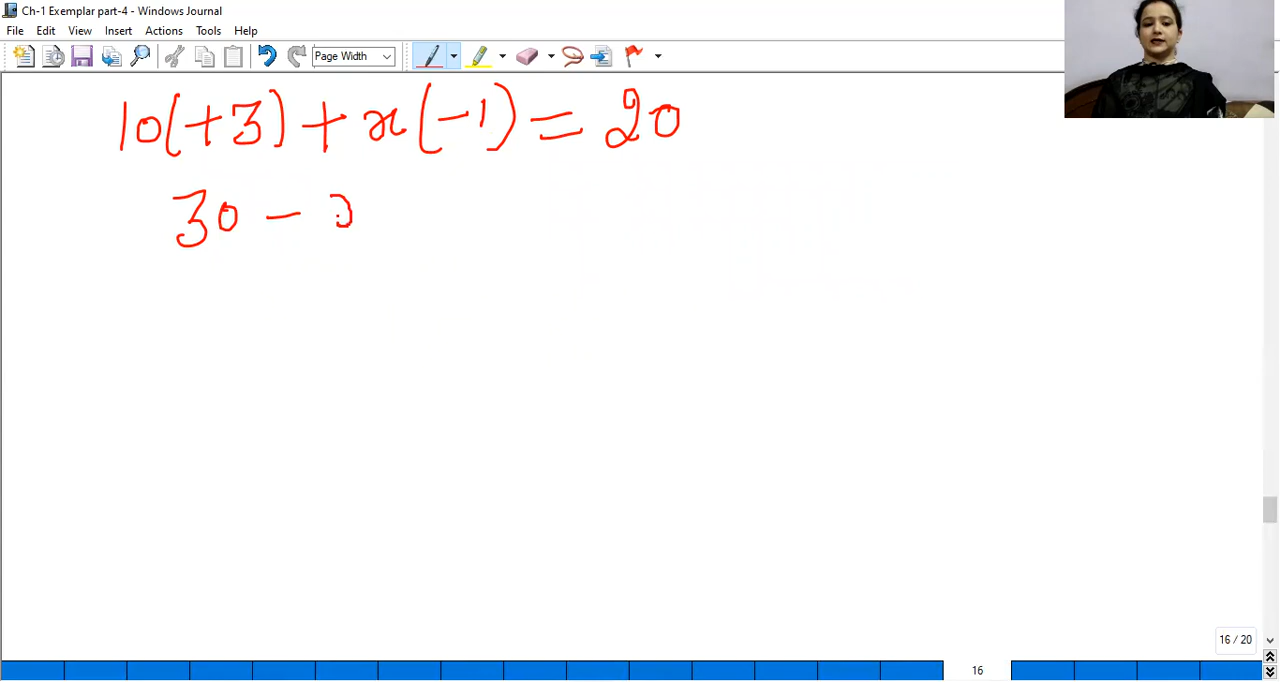 Ch-1 Exemplar part-4 - Windows Journal
File Edit View Insert Actions Tools Help
Page Width
10(+3) + x(-1) = 20
30 -
16 / 20
16